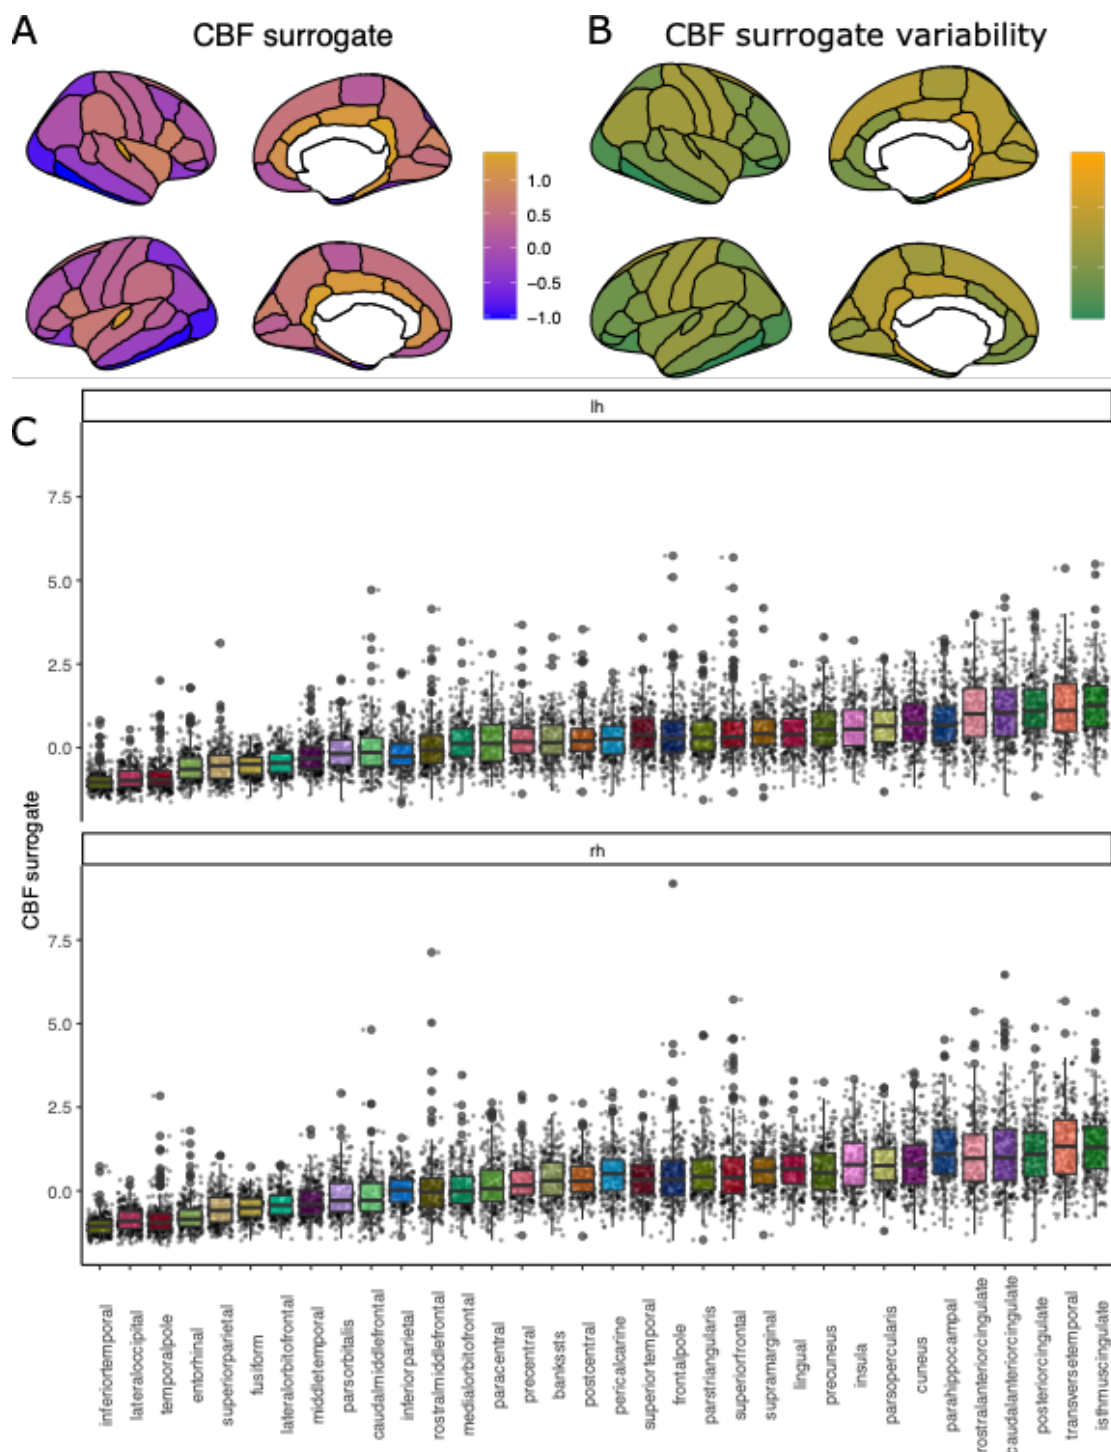 A CBF surrogate
B CBF surrogate variability
1.0
0.5
0.0
−0.5
−1.0
C
lh
7.5
5.0
2.5
0.0
CBF surrogate
rh
7.5
5.0
2.5
0.0
inferiortemporal
lateraloccipital
temporalpole
entorhinal
superiorparietal
fusiform
lateralorbitofrontal
middletemporal
parsorbitalis
caudalmiddlefrontal
inferiorparietal
rostralmiddlefrontal
medialorbitofrontal
paracentral
precentral
bankssts
postcentral
pericalcarine
superiortemporal
frontalpole
parstriangularis
superiorfrontal
supramarginal
lingual
precuneus
insula
parsopercularis
cuneus
parahippocampal
rostralanteriorcingulate
caudalanteriorcingulate
posteriorcingulate
transversetemporal
isthmuscingulate